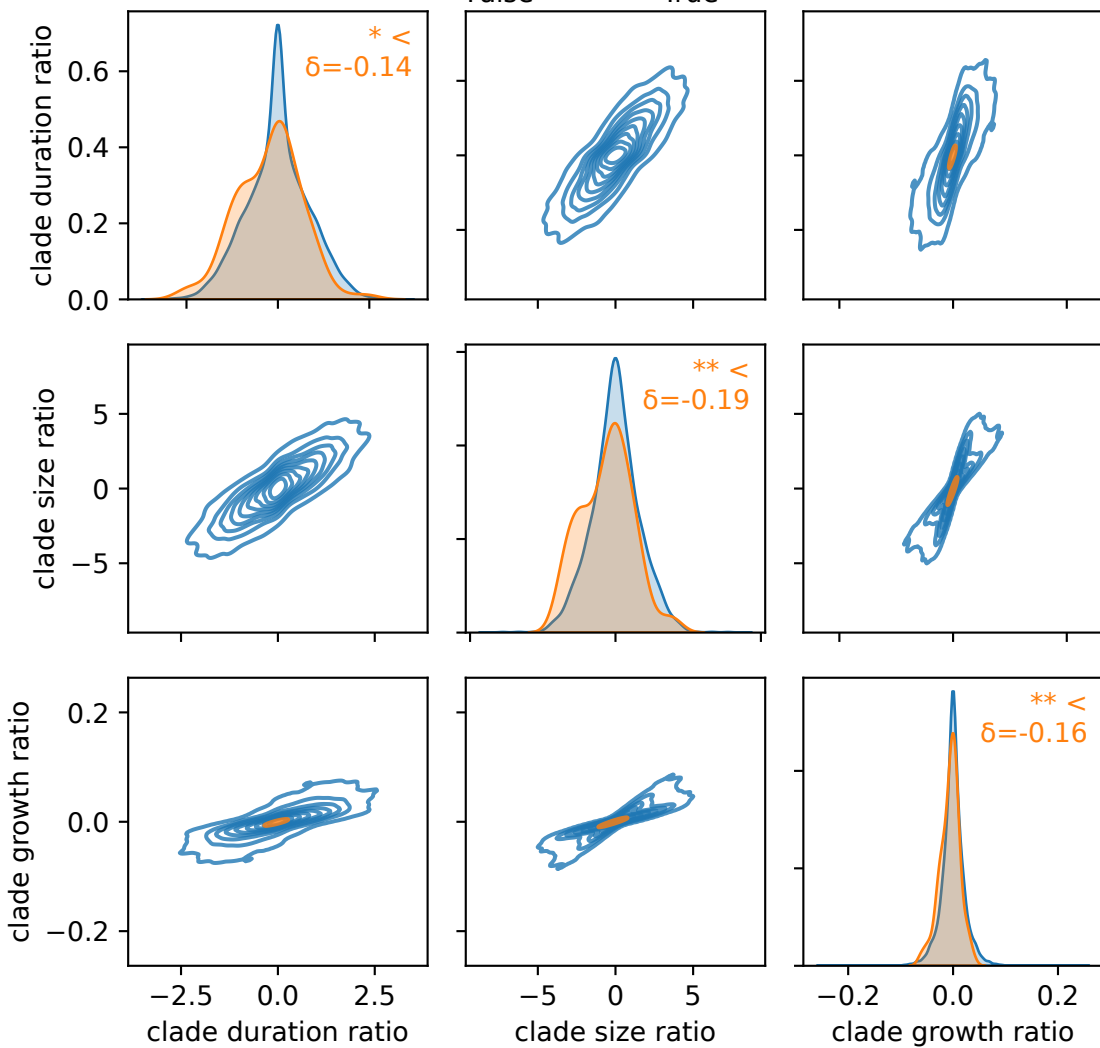 * <
δ=-0.14
clade duration ratio
0.6
0.4
0.2
0.0
** <
δ=-0.19
clade size ratio
5
0
−5
** <
δ=-0.16
clade growth ratio
0.2
0.0
−0.2
−2.5 0.0 2.5 −5 0 5 −0.2 0.0 0.2
clade duration ratio clade size ratio clade growth ratio